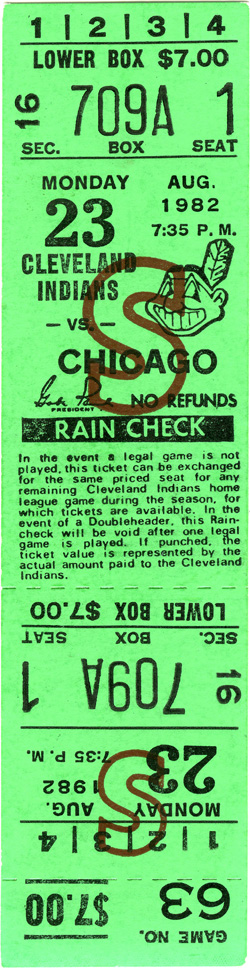 1 | 2 | 3 | 4
LOWER BOX $7.00
16 709A 1
SEC. BOX SEAT
MONDAY AUG.
23 1982
7:35 P.M.
CLEVELAND
INDIANS
— VS. —
CHICAGO
PRESIDENT NO REFUNDS
RAIN CHECK
In the event a legal game is not
played, this ticket can be exchanged
for the same priced seat for any
remaining Cleveland Indians home
league game during the season, for
which tickets are available. In the
event of a Doubleheader, this Rain-
check will be void after one legal
game is played. If punched, the
ticket value is represented by the
actual amount paid to the Cleveland
Indians.
S
GAME NO.
63 $7.00
1 | 2 | 3 | 4
MONDAY AUG.
23 1982
7:35 P.M.
S
16 709A 1
SEC. BOX SEAT
LOWER BOX $7.00